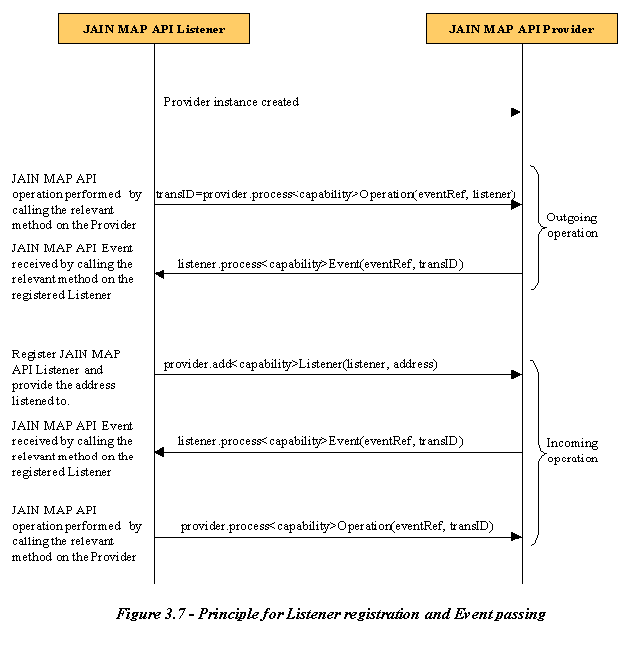 JAIN MAP API Listener
JAIN MAP API Provider
Provider instance created
JAIN MAP API
operation performed by
calling the relevant
method on the Provider
transID=provider.process<capability>Operation(eventRef, listener)
Outgoing
operation
JAIN MAP API Event
received by calling the
relevant method on the
registered Listener
listener.process<capability>Event(eventRef, transID)
Register JAIN MAP
API Listener and
provide the address
listened to.
provider.add<capability>Listener(listener, address)
JAIN MAP API Event
received by calling the
relevant method on the
registered Listener
listener.process<capability>Event(eventRef, transID)
Incoming
operation
JAIN MAP API
operation performed by
calling the relevant
method on the Provider
provider.process<capability>Operation(eventRef, transID)
Figure 3.7 - Principle for Listener registration and Event passing